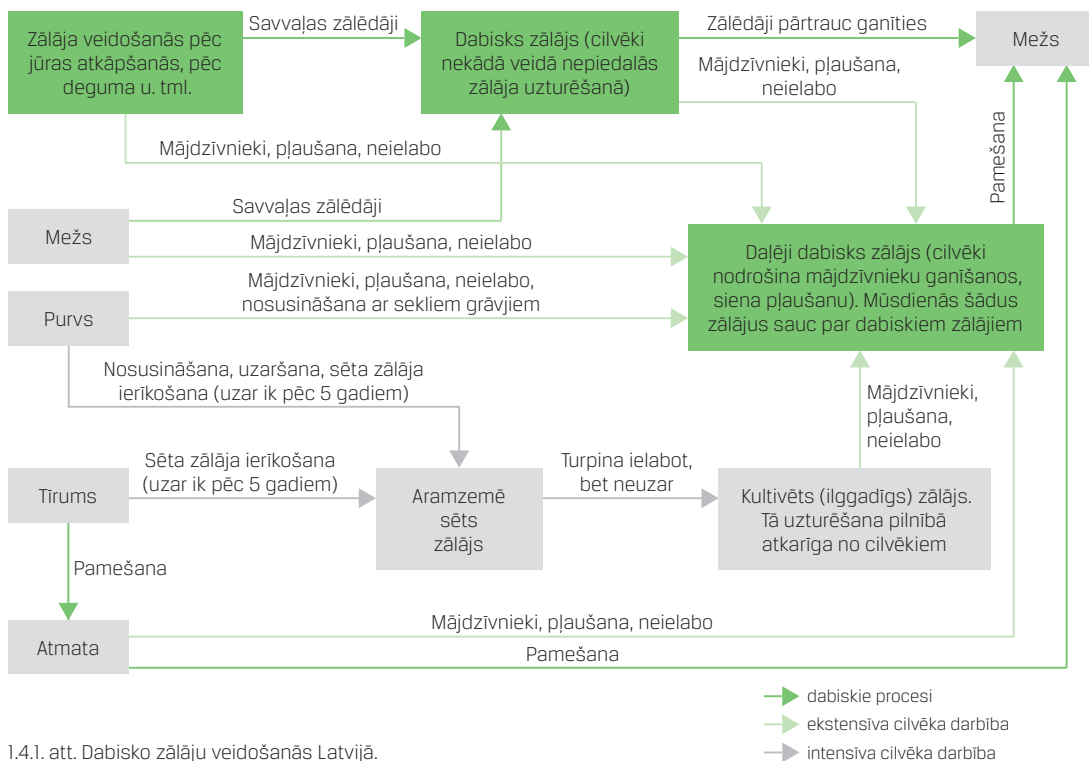 Zālāja veidošanās pēc
jūras atkāpšanās, pēc
deguma u. tml.
Savvaļas zālēdāji
Dabisks zālājs (cilvēki
nekādā veidā nepiedalās
zālāja uzturēšanā)
Zālēdāji pārtrauc ganīties
Mežs
Mājdzīvnieki, pļaušana,
neielabo
Mājdzīvnieki, pļaušana, neielabo
Pamešana
Mežs
Savvaļas zālēdāji
Mājdzīvnieki, pļaušana, neielabo
Daļēji dabisks zālājs (cilvēki
nodrošina mājdzīvnieku ganīšanos,
siena pļaušanu). Mūsdienās šādus
zālājus sauc par dabiskiem zālājiem
Purvs
Mājdzīvnieki, pļaušana, neielabo,
nosusināšana ar sekliem grāvjiem
Nosusināšana, uzaršana, sēta zālāja
ierīkošana (uzar ik pēc 5 gadiem)
Mājdzīvnieki,
pļaušana,
neielabo
Tīrums
Sēta zālāja ierīkošana
(uzar ik pēc 5 gadiem)
Aramzemē
sēts
zālājs
Turpina ielabot,
bet neuzar
Kultivēts (ilggadīgs) zālājs.
Tā uzturēšana pilnībā
atkarīga no cilvēkiem
Pamešana
Atmata
Mājdzīvnieki, pļaušana, neielabo
Pamešana
dabiskie procesi
ekstensīva cilvēka darbība
intensīva cilvēka darbība
1.4.1. att. Dabisko zālāju veidošanās Latvijā.